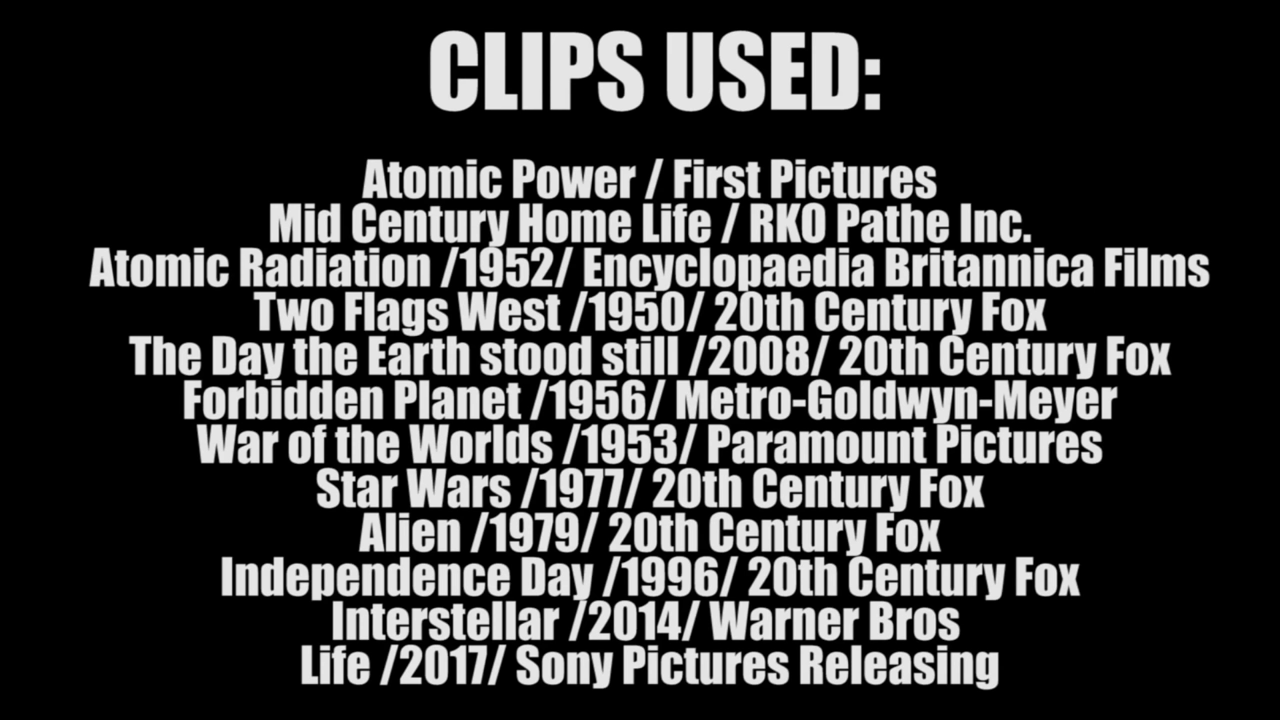 CLIPS USED:
Atomic Power / First Pictures
Mid Century Home Life / RKO Pathe Inc.
Atomic Radiation /1952/ Encyclopaedia Britannica Films
Two Flags West /1950/ 20th Century Fox
The Day the Earth stood still /2008/ 20th Century Fox
Forbidden Planet /1956/ Metro-Goldwyn-Meyer
War of the Worlds /1953/ Paramount Pictures
Star Wars /1977/ 20th Century Fox
Alien /1979/ 20th Century Fox
Independence Day /1996/ 20th Century Fox
Interstellar /2014/ Warner Bros
Life /2017/ Sony Pictures Releasing